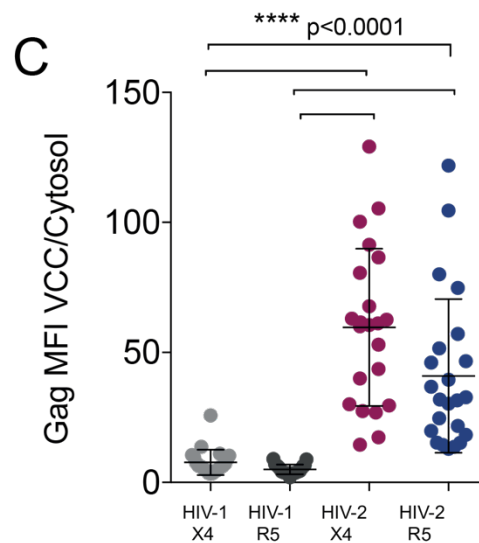 C
**** p<0.0001
Gag MFI VCC/Cytosol
150
100
50
0
HIV-1 HIV-1 HIV-2 HIV-2
X4 R5 X4 R5